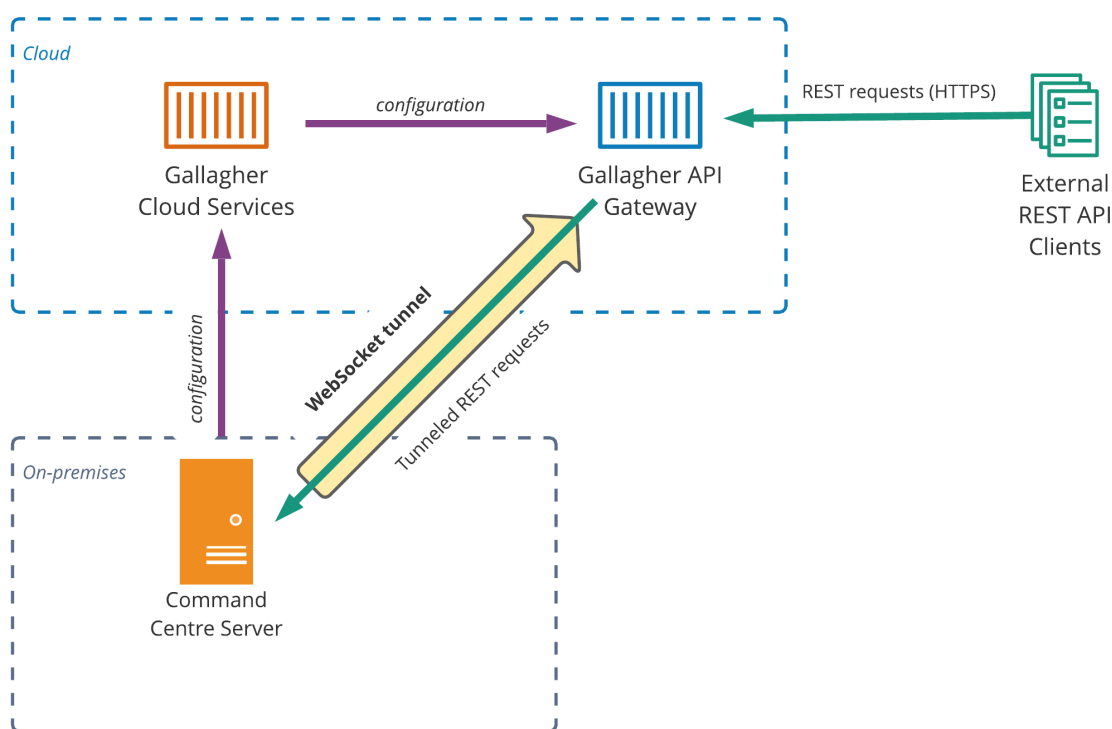 Cloud
configuration
REST requests (HTTPS)
Gallagher
Cloud Services
Gallagher API
Gateway
External
REST API
Clients
configuration
WebSocket tunnel
Tunneled REST requests
On-premises
Command
Centre Server